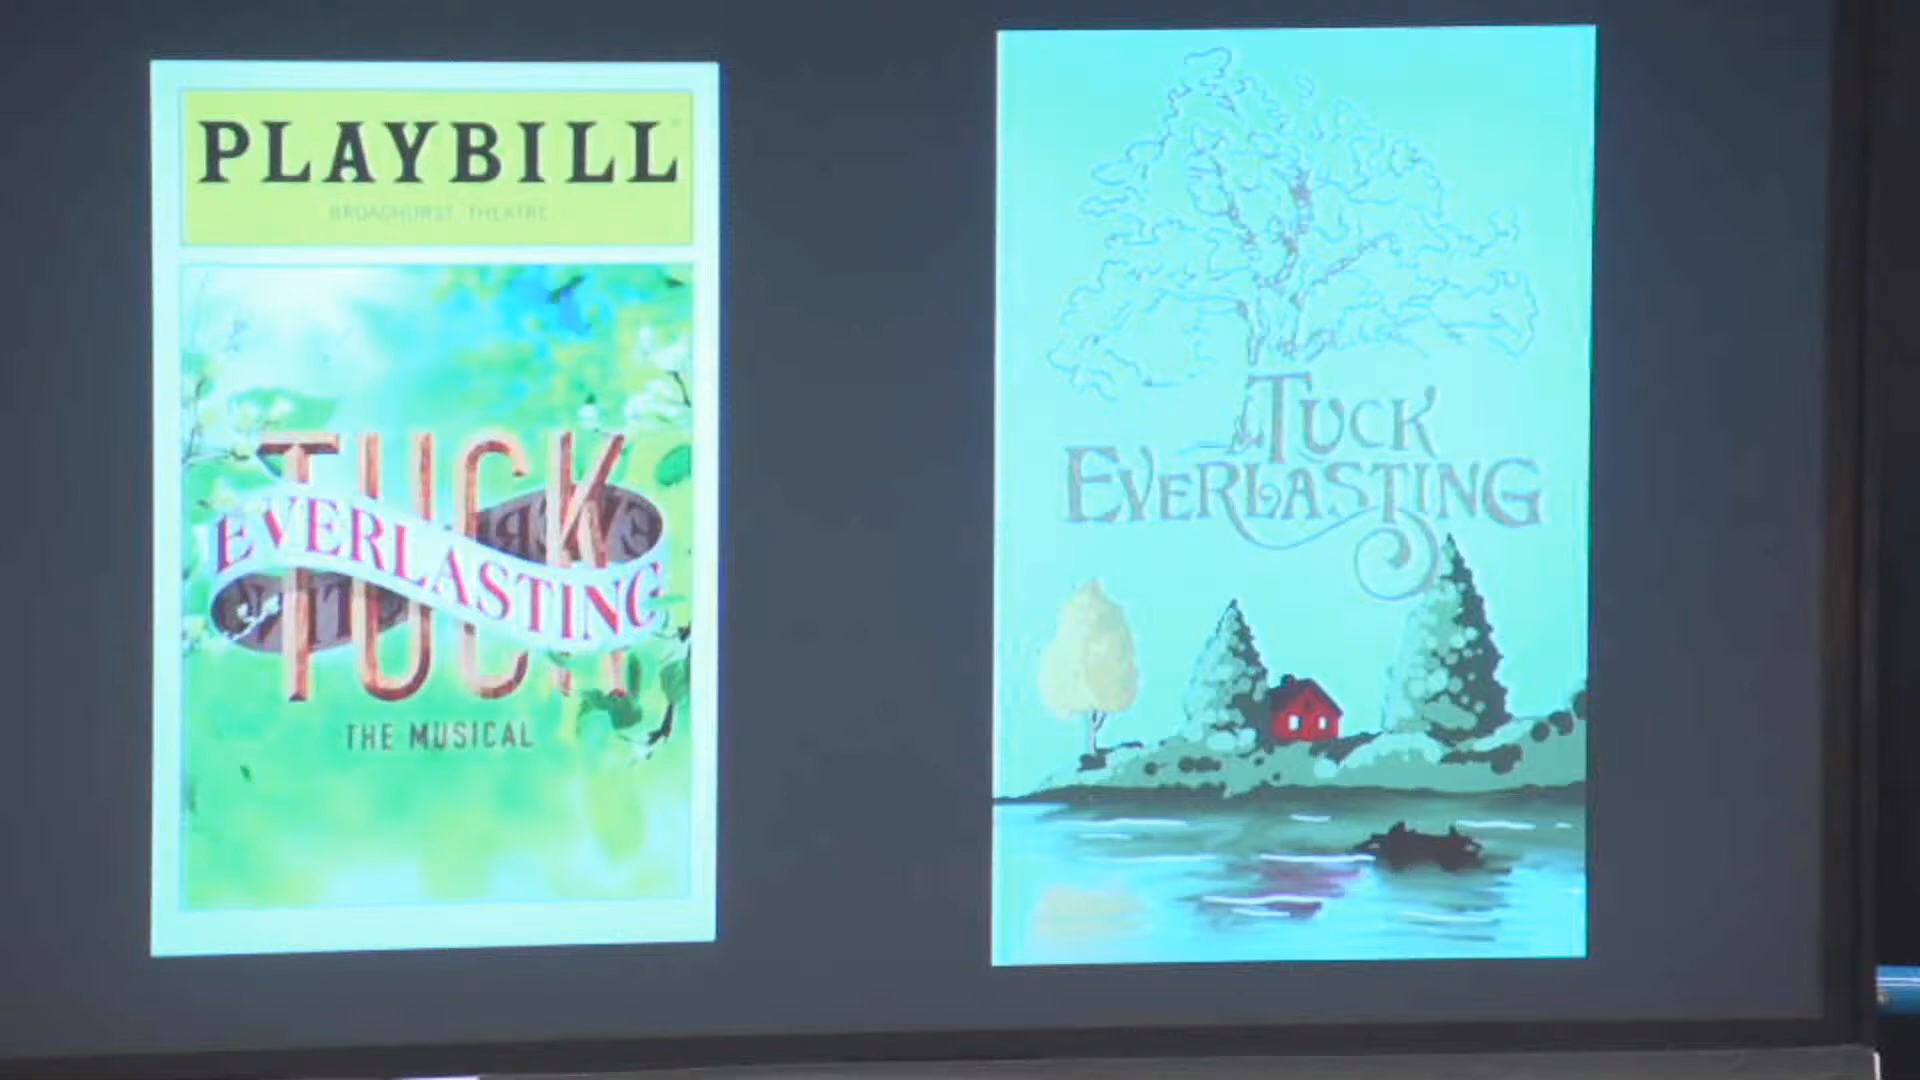 PLAYBILL
BROADHURST THEATRE
TUCK
EVERLASTING
THE MUSICAL
TUCK
EVERLASTING